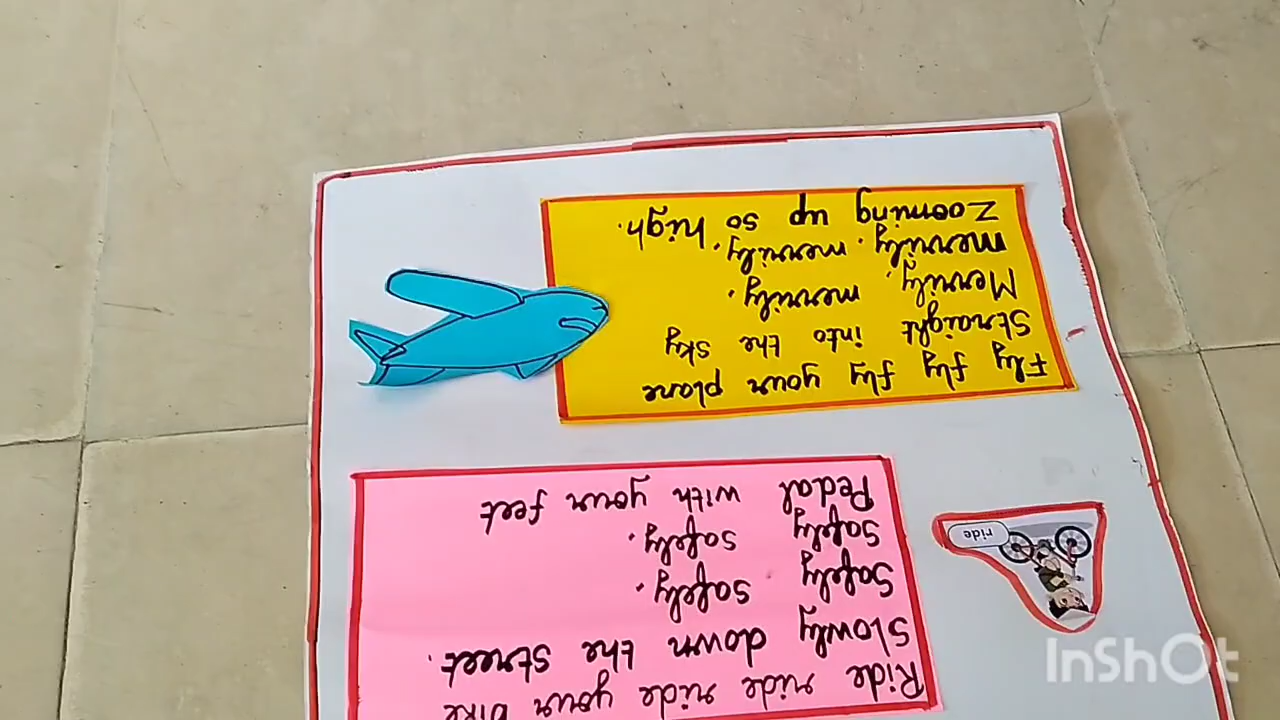 Ride ride ride your bike
Slowly down the street.
Safely safely.
Safely safely.
Pedal with your feet
ride
Fly fly fly your plane
Straight into the sky
Merrily, merrily,
merrily, merrily,
Zooming up so high.
InShOt